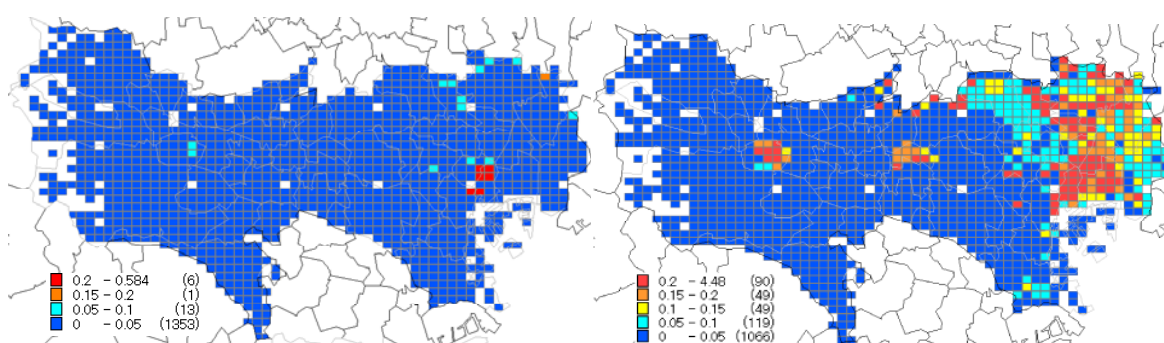 0.2 - 0.584 (6)
0.15 - 0.2 (1)
0.05 - 0.1 (13)
0 - 0.05 (1353)
0.2 - 4.48 (90)
0.15 - 0.2 (49)
0.1 - 0.15 (49)
0.05 - 0.1 (119)
0 - 0.05 (1066)